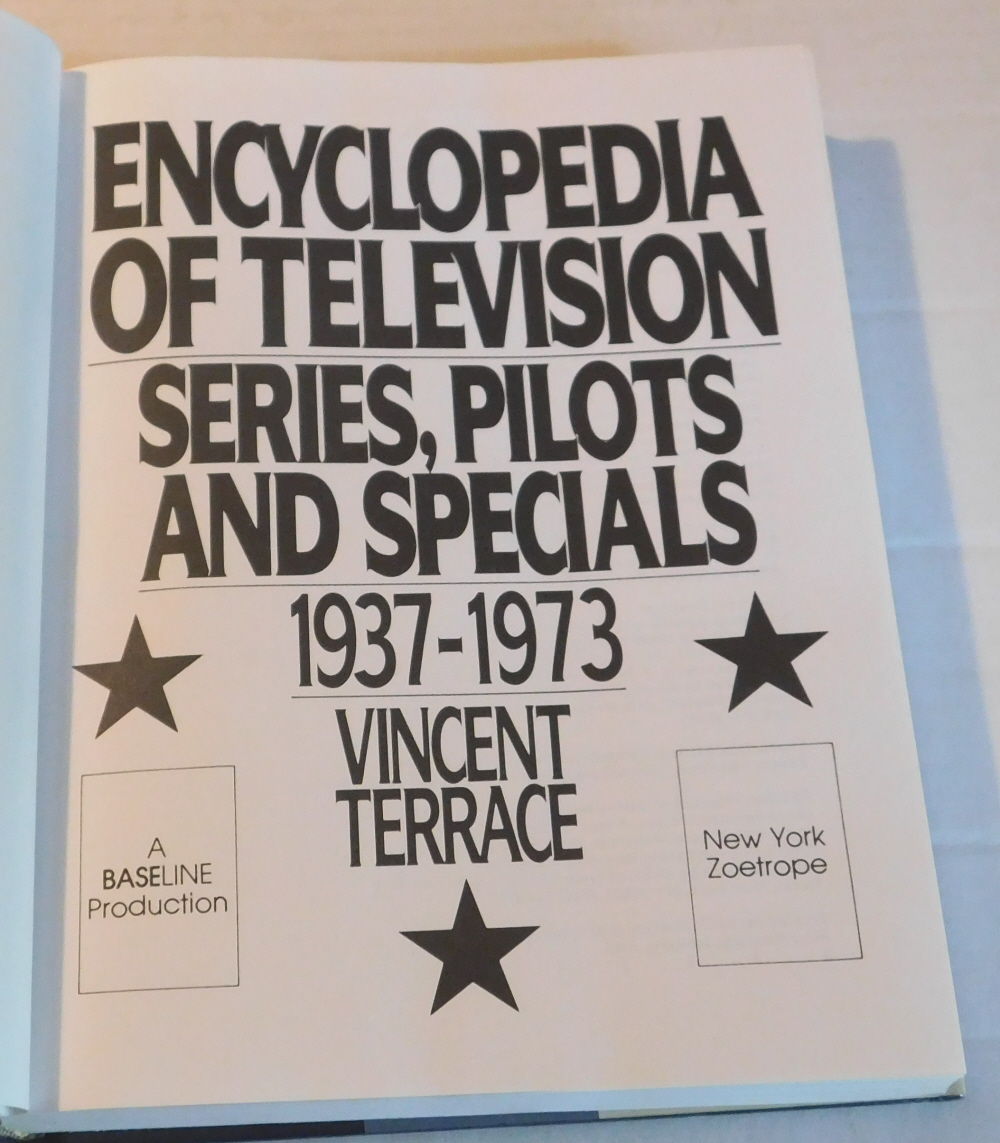 ENCYCLOPEDIA
OF TELEVISION
SERIES, PILOTS
AND SPECIALS
1937-1973
VINCENT
TERRACE
A
BASELINE
Production
New York
Zoetrope